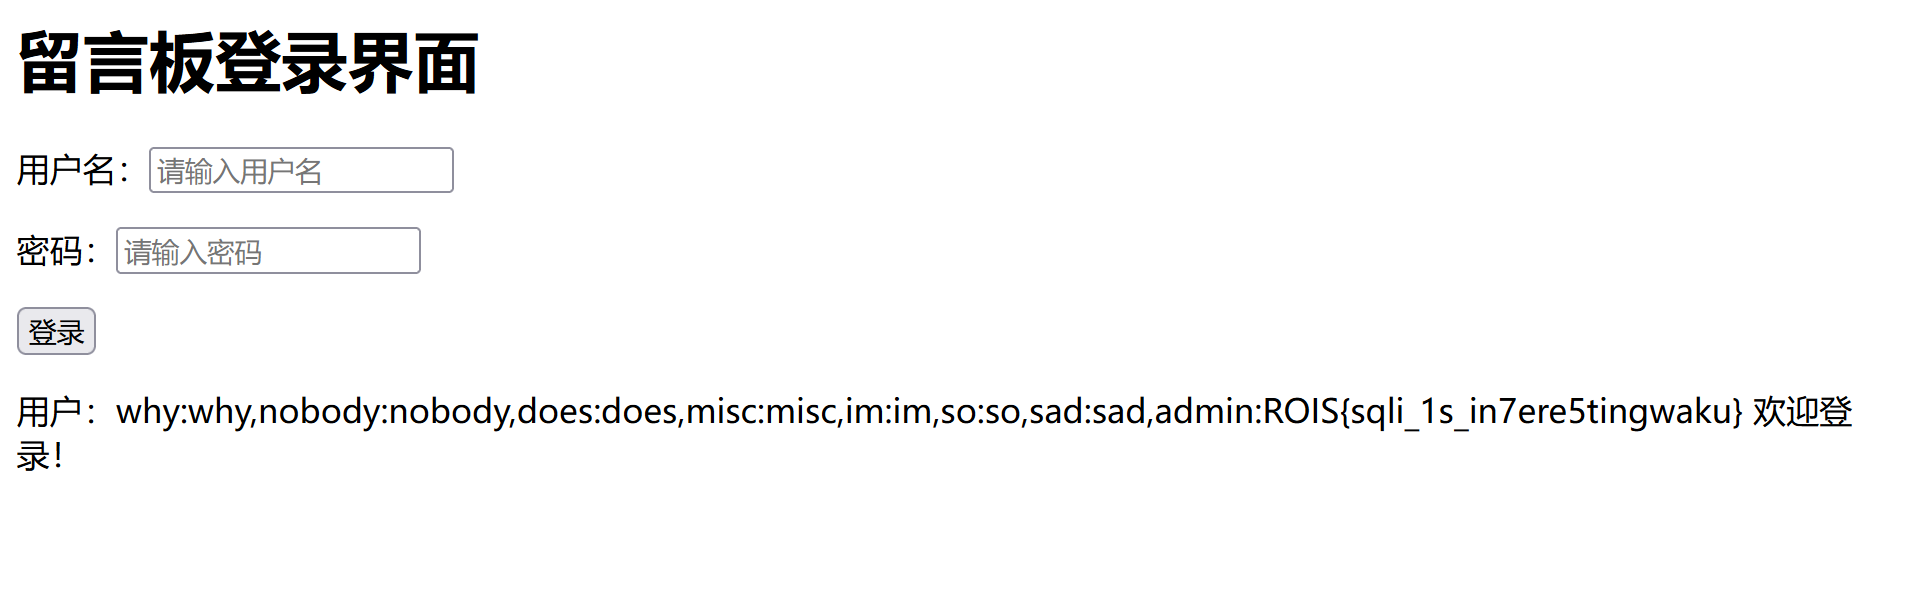 留言板登录界面
用户名：请输入用户名
密码：请输入密码
登录
用户：why:why,nobody:nobody,does:does,misc:misc,im:im,so:so,sad:sad,admin:ROIS{sqli_1s_in7ere5tingwaku} 欢迎登
录！